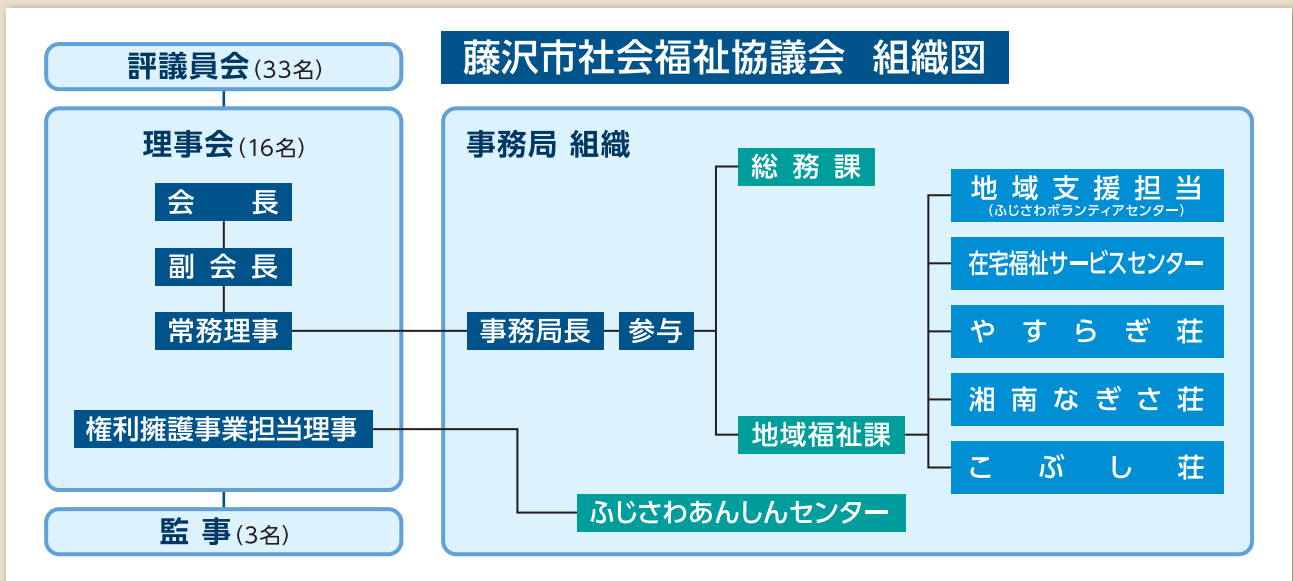 藤沢市社会福祉協議会 組織図
評議員会(33名)
理事会(16名)
会長
副会長
常務理事
権利擁護事業担当理事
監事(3名)
事務局 組織
事務局長
参与
総務課
地域福祉課
ふじさわあんしんセンター
地域支援担当
(ふじさわボランティアセンター)
在宅福祉サービスセンター
やすらぎ荘
湘南なぎさ荘
こぶし荘